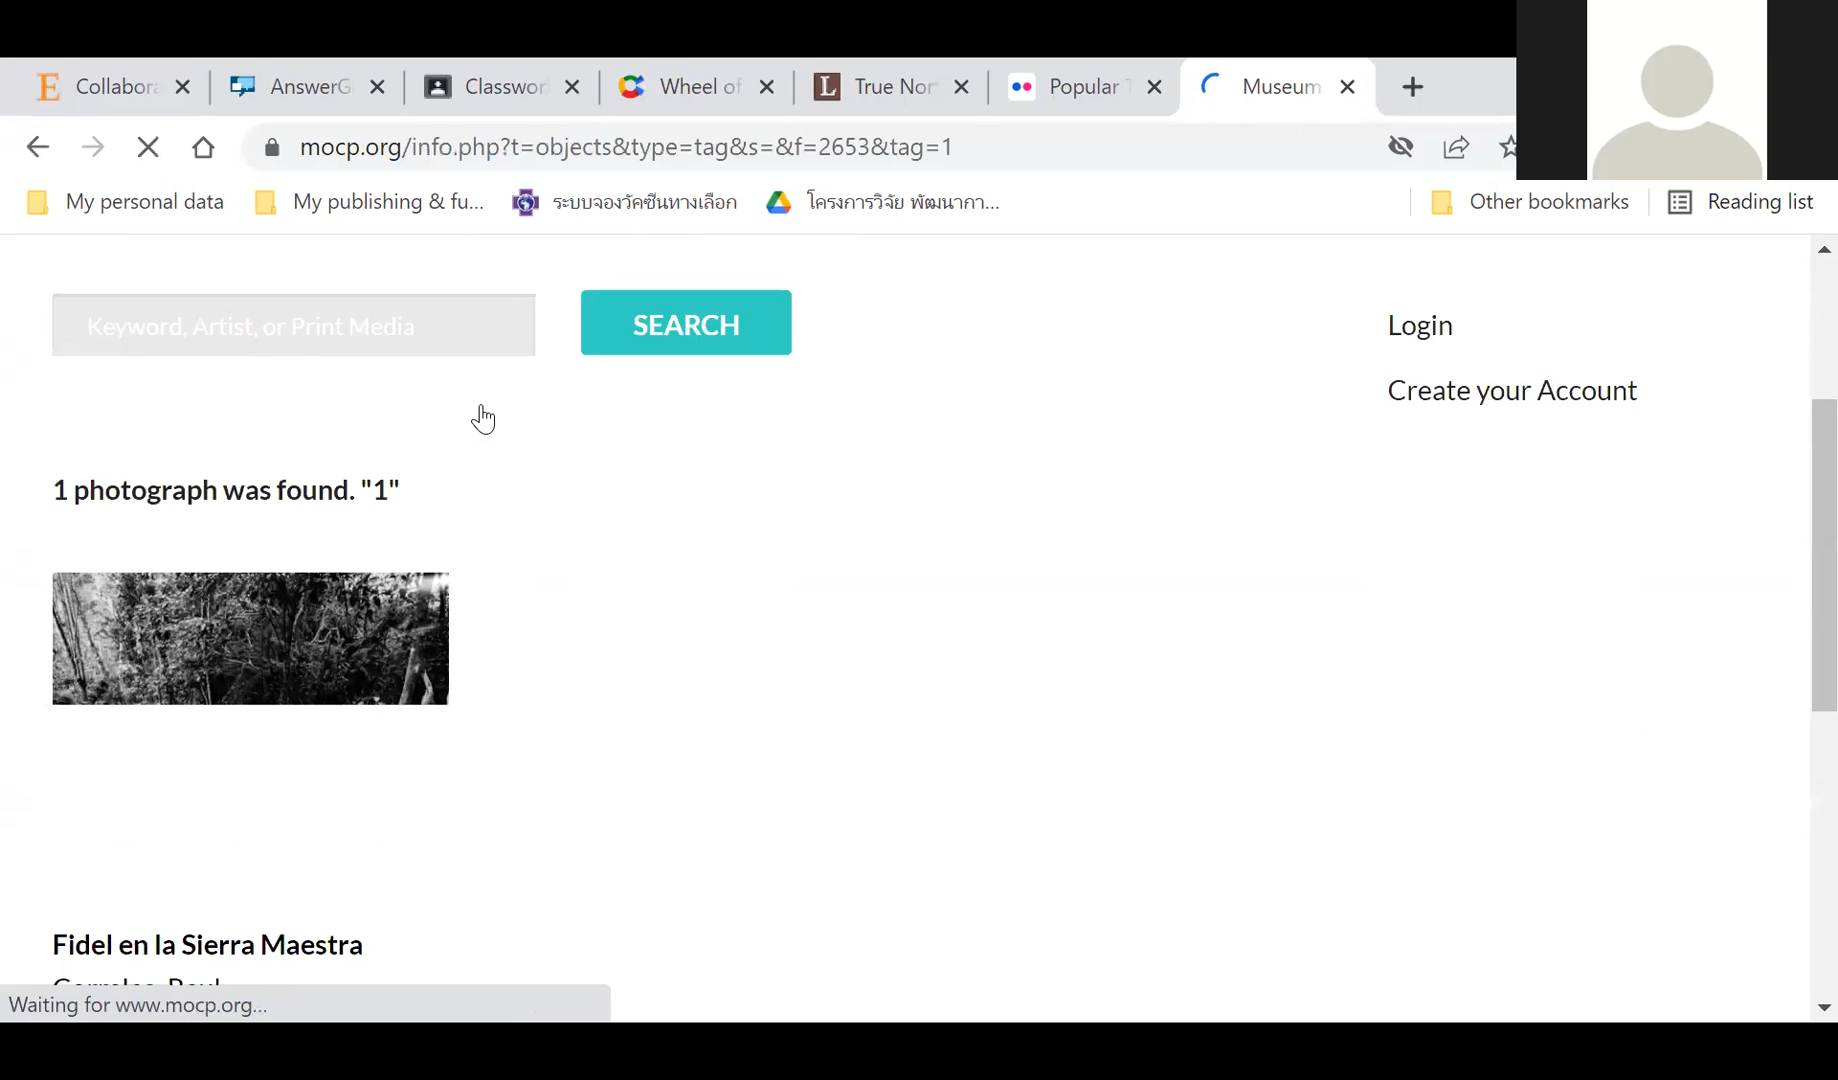 Collabora
AnswerG
Classwor
Wheel of
True Nor
Popular T
Museum
mocp.org/info.php?t=objects&type=tag&s=&f=2653&tag=1
My personal data
My publishing & fu...
ระบบจองวัคซีนทางเลือก
โครงการวิจัย พัฒนากา...
Other bookmarks
Reading list
Keyword, Artist, or Print Media
SEARCH
Login
Create your Account
1 photograph was found. "1"
Fidel en la Sierra Maestra
Waiting for www.mocp.org...